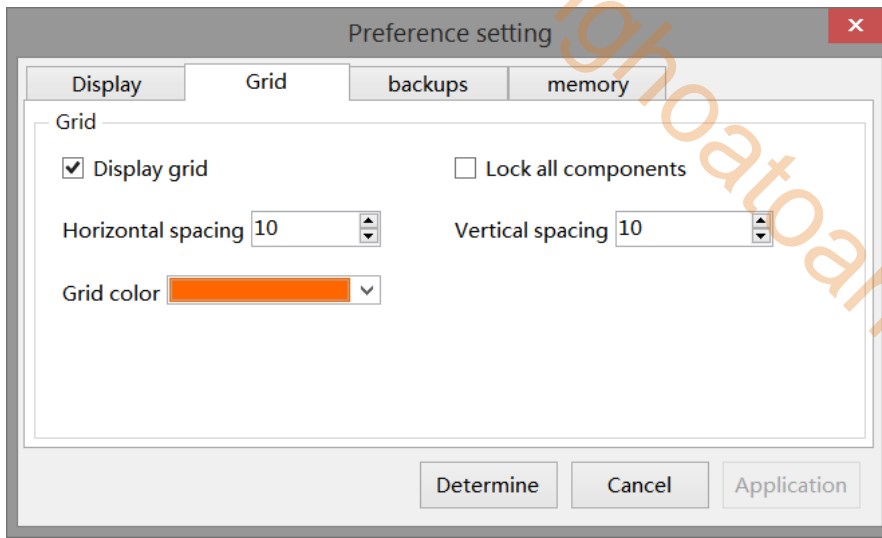 Preference setting
Display Grid backups memory
Grid
Display grid Lock all components
Horizontal spacing 10 Vertical spacing 10
Grid color
Determine Cancel Application
ghoatoan